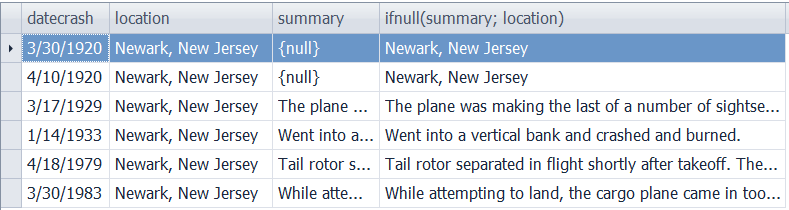 datecrash location summary ifnull(summary; location)
3/30/1920 Newark, New Jersey {null} Newark, New Jersey
4/10/1920 Newark, New Jersey {null} Newark, New Jersey
3/17/1929 Newark, New Jersey The plane ... The plane was making the last of a number of sightse...
1/14/1933 Newark, New Jersey Went into a... Went into a vertical bank and crashed and burned.
4/18/1979 Newark, New Jersey Tail rotor s... Tail rotor separated in flight shortly after takeoff. The...
3/30/1983 Newark, New Jersey While atte... While attempting to land, the cargo plane came in too...